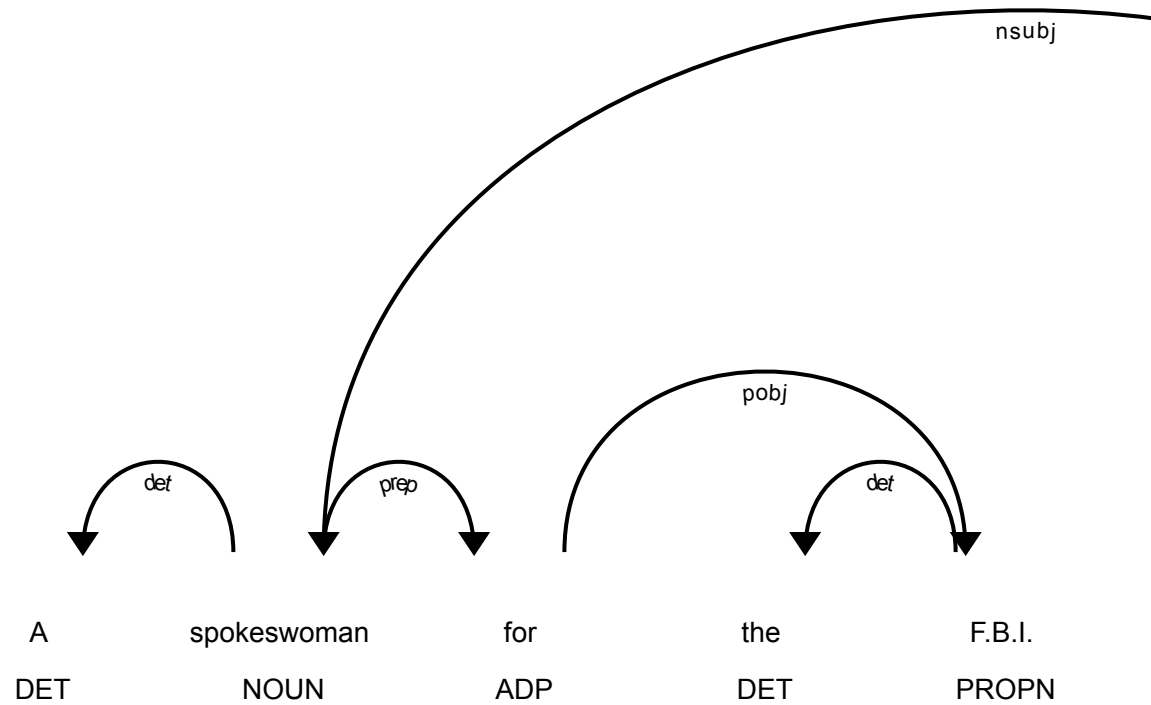 nsubj
pobj
det prep det
A spokeswoman for the F.B.I.
DET NOUN ADP DET PROPN